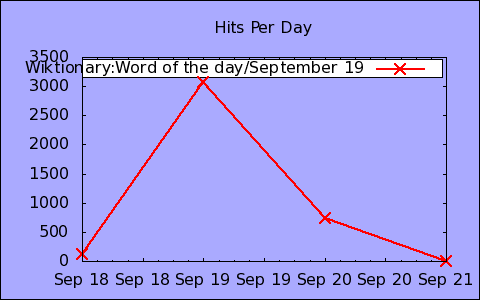 Hits Per Day
3500
Wiktionary:Word of the day/September 19
3000
2500
2000
1500
1000
500
0
Sep 18 Sep 18 Sep 19 Sep 19 Sep 20 Sep 20 Sep 21